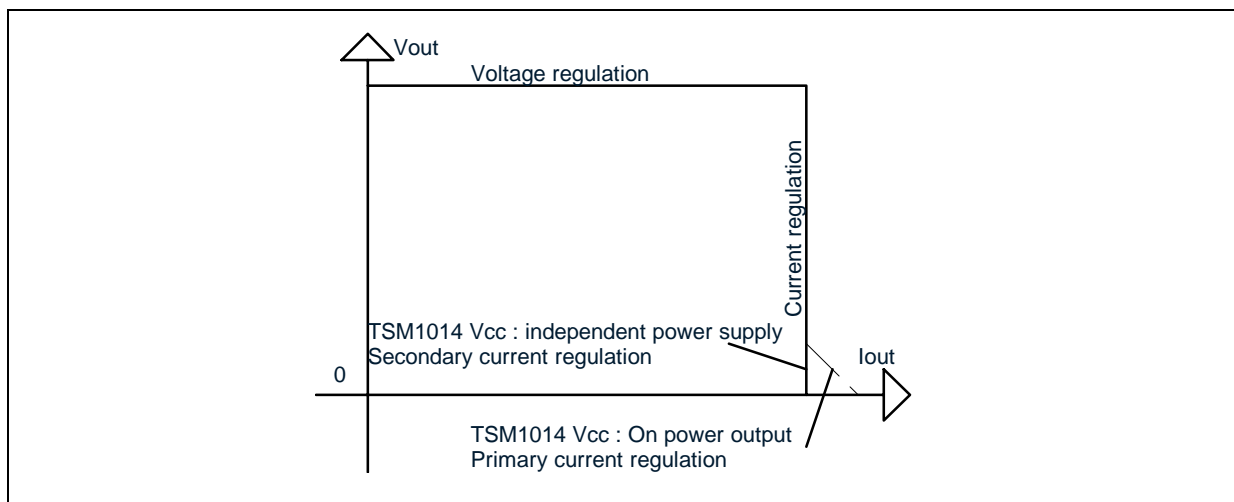 Vout
Voltage regulation
Current regulation
TSM1014 Vcc : independent power supply
Secondary current regulation
Iout
0
TSM1014 Vcc : On power output
Primary current regulation